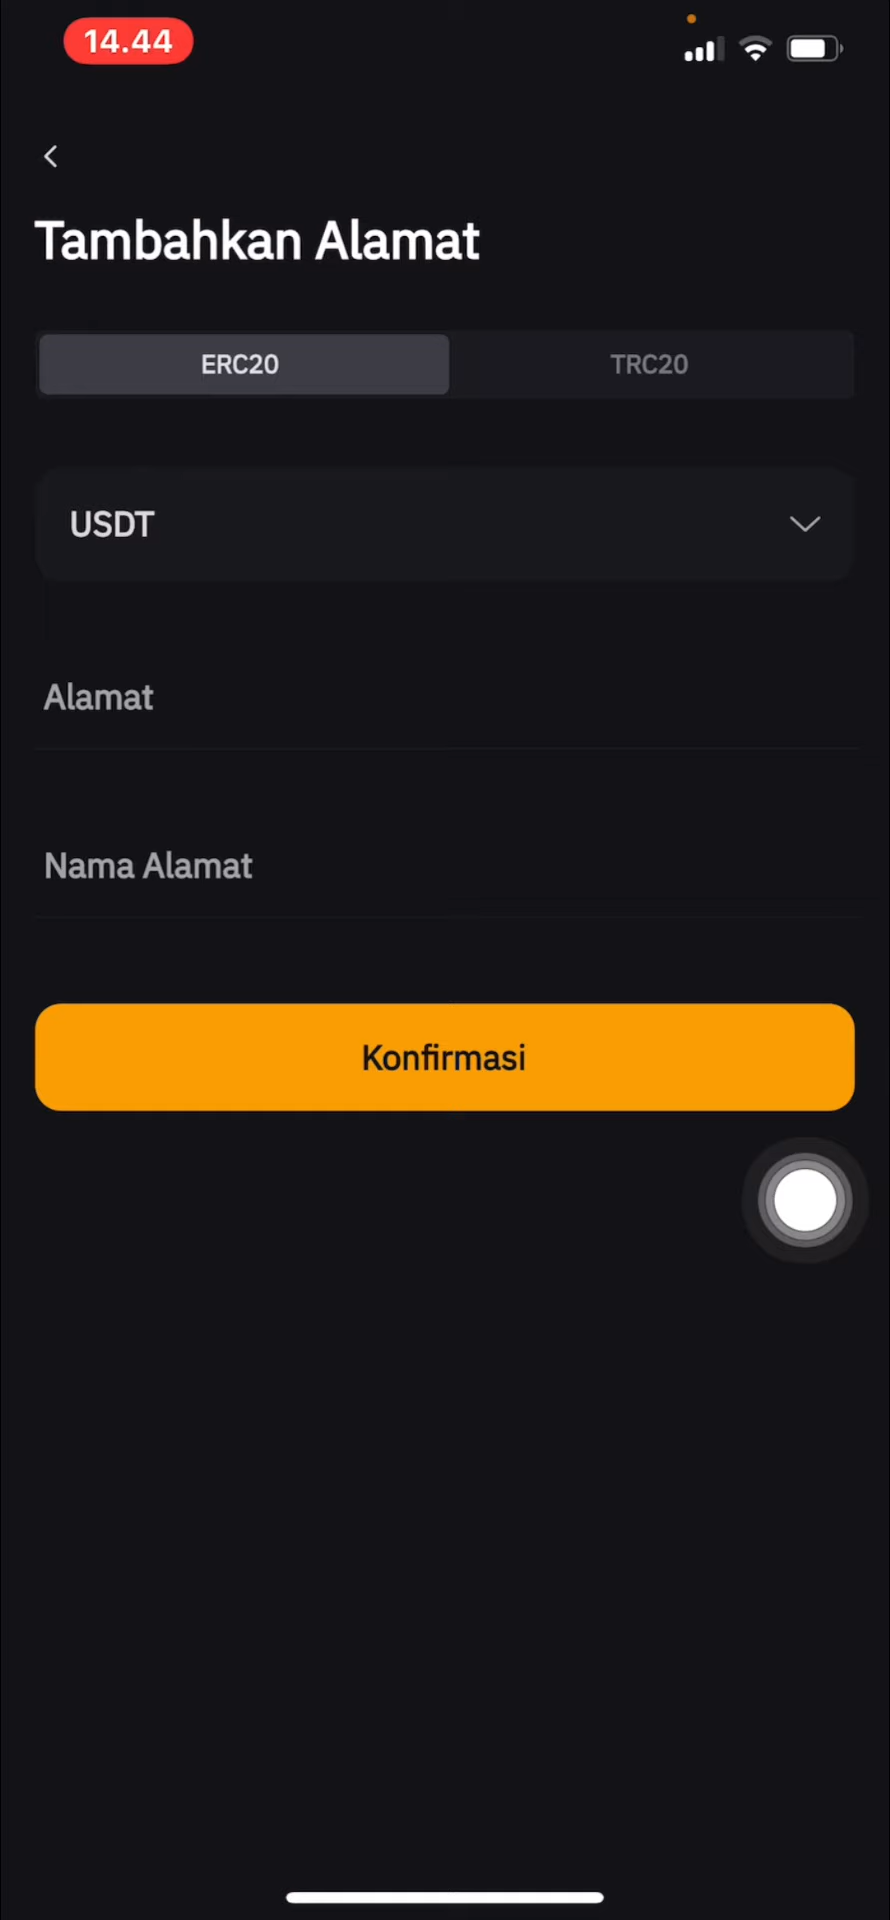 14.44
Tambahkan Alamat
ERC20
TRC20
USDT
Alamat
Nama Alamat
Konfirmasi